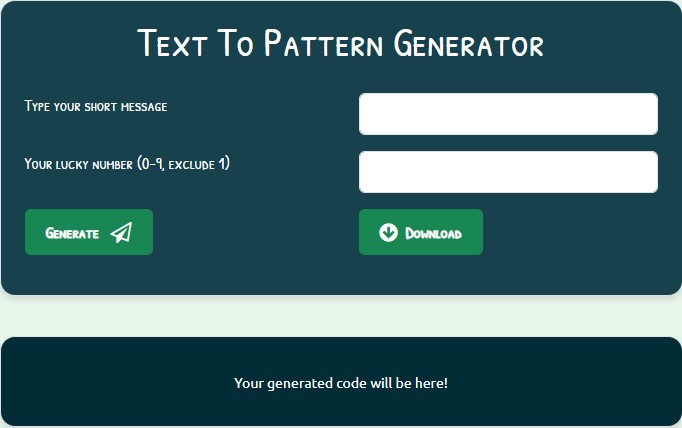 Text To Pattern Generator
Type your short message
Your lucky number (0-9, exclude 1)
Generate
Download
Your generated code will be here!